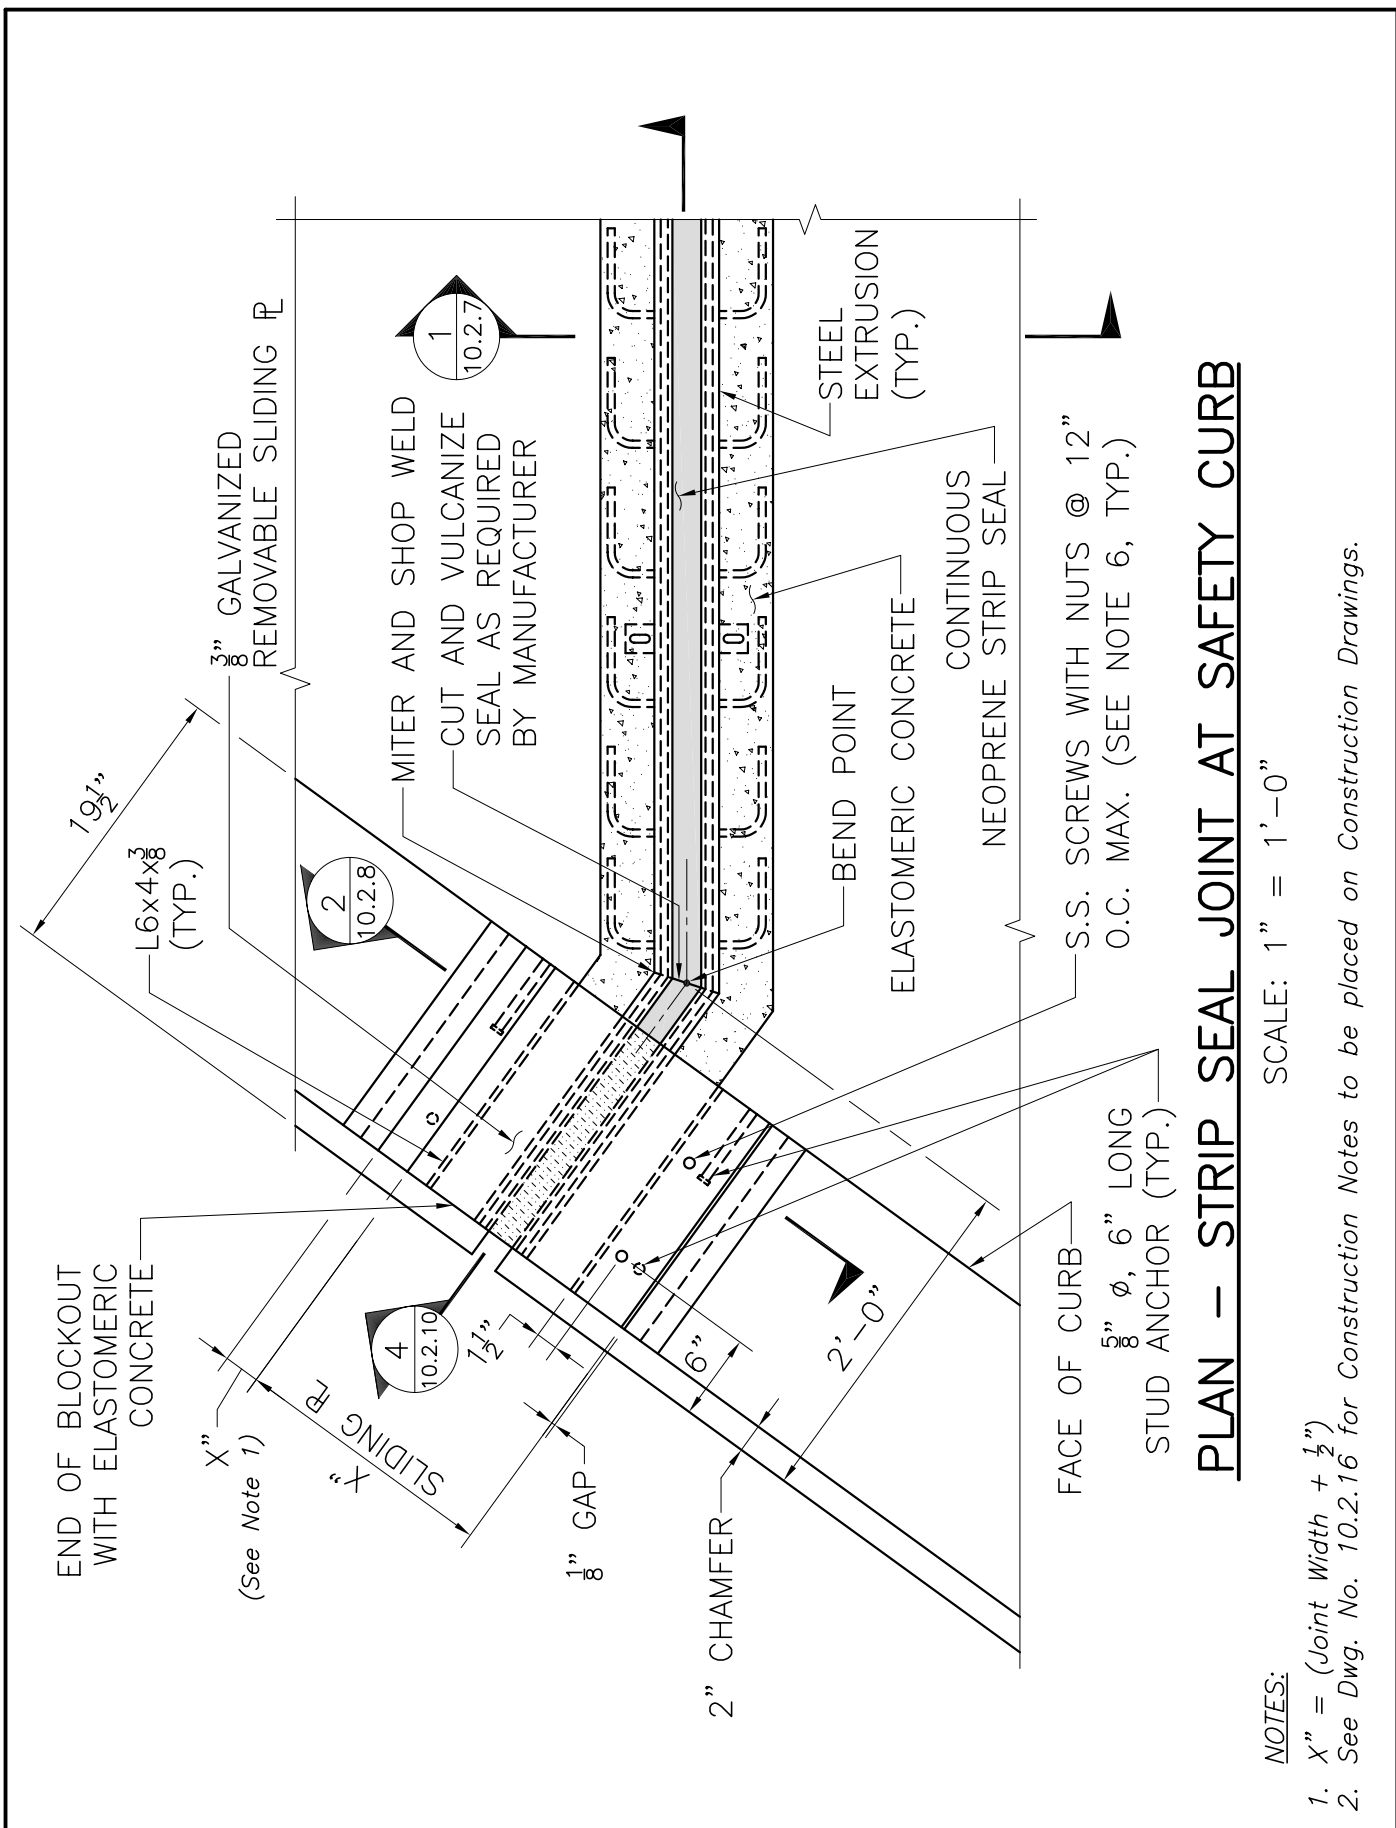 END OF BLOCKOUT
WITH ELASTOMERIC
CONCRETE
L6x4x3/8
(TYP.)
19 1/2"
3/8" GALVANIZED
REMOVABLE SLIDING PL
MITER AND SHOP WELD
CUT AND VULCANIZE
SEAL AS REQUIRED
BY MANUFACTURER
1
10.2.7
2
10.2.8
4
10.2.10
X"
(See Note 1)
SLIDING PL
"X"
1 1/2"
1/8" GAP
6"
2" CHAMFER
2'-0"
STEEL
EXTRUSION
(TYP.)
BEND POINT
ELASTOMERIC CONCRETE
CONTINUOUS
NEOPRENE STRIP SEAL
S.S. SCREWS WITH NUTS @ 12"
O.C. MAX. (SEE NOTE 6, TYP.)
FACE OF CURB
5/8" ϕ, 6" LONG
STUD ANCHOR (TYP.)
PLAN – STRIP SEAL JOINT AT SAFETY CURB
SCALE: 1" = 1'-0"
NOTES:
1. X" = (Joint Width + 1/2")
2. See Dwg. No. 10.2.16 for Construction Notes to be placed on Construction Drawings.